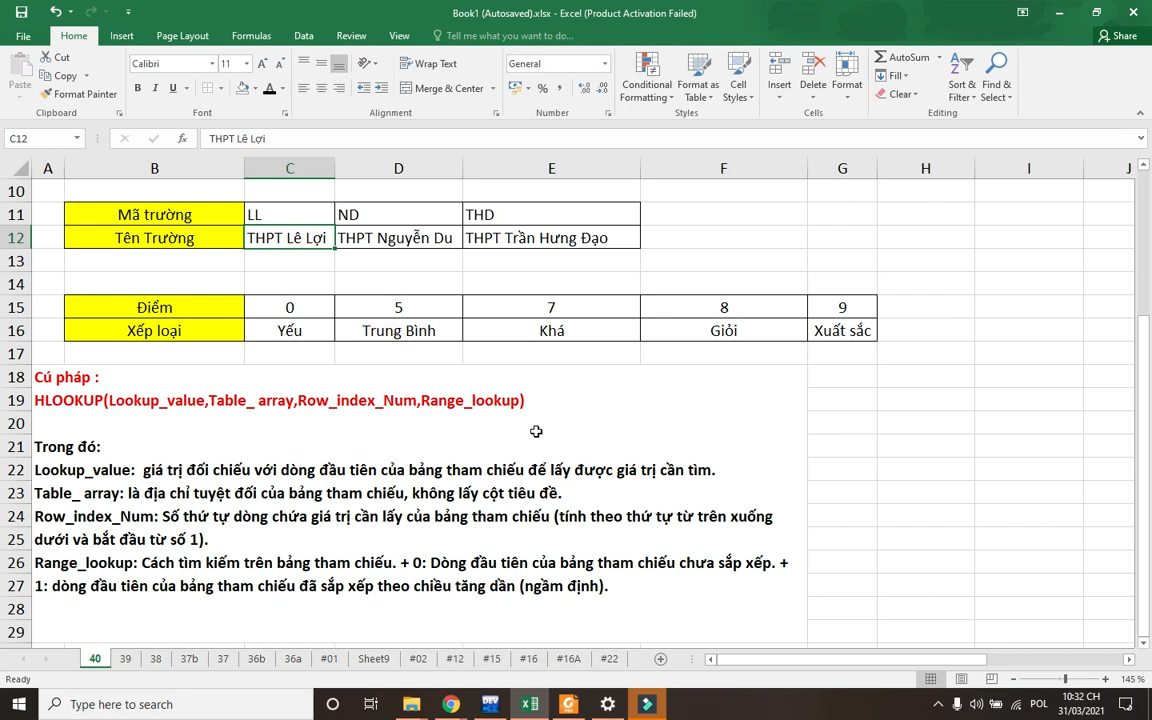 Book1 (Autosaved).xlsx - Excel (Product Activation Failed)
File Home Insert Page Layout Formulas Data Review View Tell me what you want to do... Share
Paste Cut Copy Format Painter Clipboard
Calibri 11 B I U A Font
Wrap Text Merge & Center Alignment
General % , Number
Conditional Formatting Format as Table Cell Styles Styles
Insert Delete Format Cells
AutoSum Fill Clear Sort & Filter Find & Select Editing
C12 fx THPT Lê Lợi
A B C D E F G H I J
10
11 Mã trường LL ND THD
12 Tên Trường THPT Lê Lợi THPT Nguyễn Du THPT Trần Hưng Đạo
13
14
15 Điểm 0 5 7 8 9
16 Xếp loại Yếu Trung Bình Khá Giỏi Xuất sắc
17
18 Cú pháp :
19 HLOOKUP(Lookup_value,Table_ array,Row_index_Num,Range_lookup)
20
21 Trong đó:
22 Lookup_value:  giá trị đối chiếu với dòng đầu tiên của bảng tham chiếu để lấy được giá trị cần tìm.
23 Table_ array: là địa chỉ tuyệt đối của bảng tham chiếu, không lấy cột tiêu đề.
24 Row_index_Num: Số thứ tự dòng chứa giá trị cần lấy của bảng tham chiếu (tính theo thứ tự từ trên xuống
25 dưới và bắt đầu từ số 1).
26 Range_lookup: Cách tìm kiếm trên bảng tham chiếu. + 0: Dòng đầu tiên của bảng tham chiếu chưa sắp xếp. +
27 1: dòng đầu tiên của bảng tham chiếu đã sắp xếp theo chiều tăng dần (ngầm định).
28
29
40 39 38 37b 37 36b 36a #01 Sheet9 #02 #12 #15 #16 #16A #22
Ready 145 %
Type here to search DEV POL 10:32 CH
31/03/2021